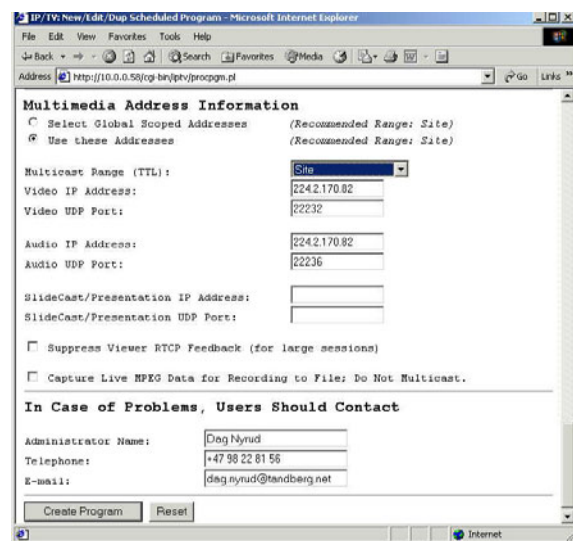 IP/TV: New/Edit/Dup Scheduled Program - Microsoft Internet Explorer
File Edit View Favorites Tools Help
Back Search Favorites Media
Address http://10.0.0.58/cgi-bin/iptv/procpgm.pl Go Links »
Multimedia Address Information
Select Global Scoped Addresses (Recommended Range: Site)
Use these Addresses (Recommended Range: Site)
Multicast Range (TTL): Site
Video IP Address: 224.2.170.82
Video UDP Port: 22232
Audio IP Address: 224.2.170.82
Audio UDP Port: 22236
SlideCast/Presentation IP Address:
SlideCast/Presentation UDP Port:
Suppress Viewer RTCP Feedback (for large sessions)
Capture Live MPEG Data for Recording to File; Do Not Multicast.
In Case of Problems, Users Should Contact
Administrator Name: Dag Nyrud
Telephone: +47 98 22 81 56
E-mail: dag.nyrud@tandberg.net
Create Program Reset
Internet